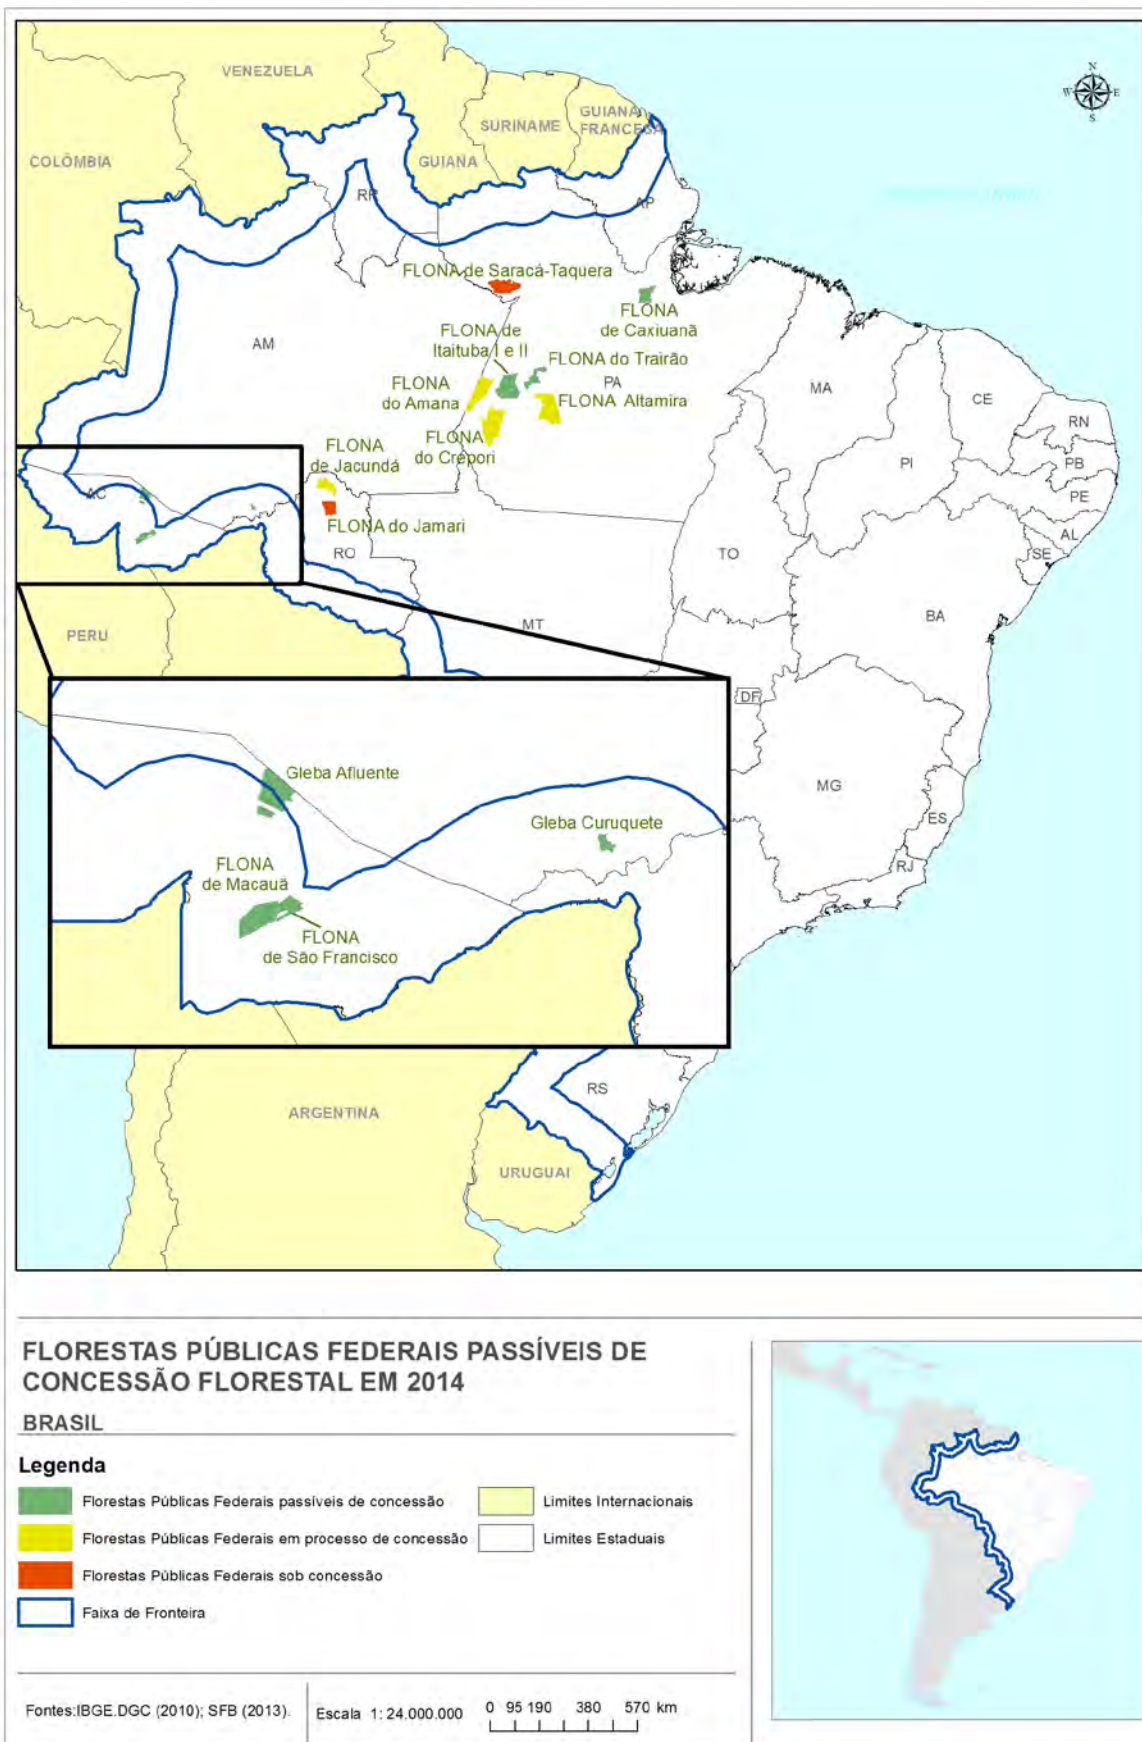 N
W
E
S
VENEZUELA
GUIANA
FRANCESA
SURINAME
COLÔMBIA
GUIANA
RR
AP
FLONA de Saracá-Taquera
FLONA
de Caxiuanã
FLONA de
Itaituba I e II
AM
FLONA do Trairão
PA
MA
CE
FLONA
do Amana
FLONA Altamira
RN
FLONA
do Crepori
FLONA
de Jacundá
PI
PB
PE
AC
FLONA do Jamari
AL
RO
TO
SE
BA
MT
PERU
DF
Gleba Afluente
MG
Gleba Curuquete
ES
FLONA
de Macauã
RJ
FLONA
de São Francisco
RS
ARGENTINA
URUGUAI
FLORESTAS PÚBLICAS FEDERAIS PASSÍVEIS DE
CONCESSÃO FLORESTAL EM 2014
BRASIL
Legenda
Florestas Públicas Federais passíveis de concessão
Limites Internacionais
Florestas Públicas Federais em processo de concessão
Limites Estaduais
Florestas Públicas Federais sob concessão
Faixa de Fronteira
Fontes:IBGE.DGC (2010); SFB (2013).
Escala 1: 24.000.000
0 95 190 380 570 km